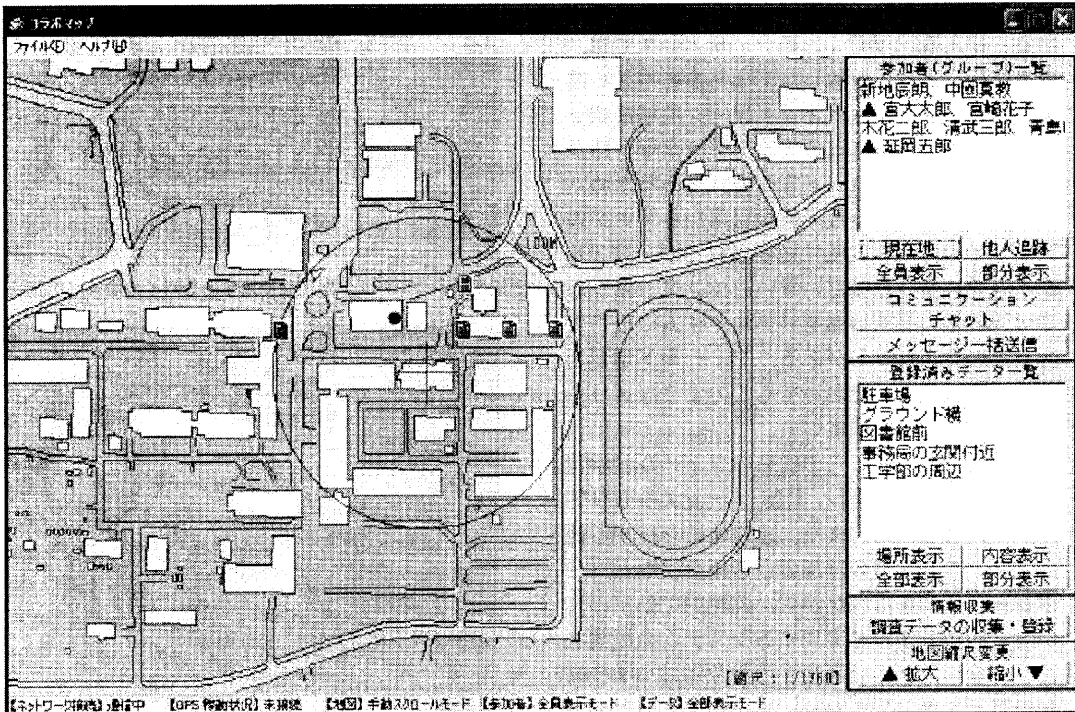 コラボマップ
ファイル(F) ヘルプ(H)
100M
[縮尺:1/1760]
参加者(グループ)一覧
新地辰朗、中園真教
▲ 宮大太郎、宮崎花子
木花二郎、清武三郎、青島
▲ 延岡五郎
現在地 他人追跡
全員表示 部分表示
コミュニケーション
チャット
メッセージ一括送信
登録済みデータ一覧
駐車場
グラウンド横
図書館前
事務局の玄関付近
工学部の周辺
場所表示 内容表示
全部表示 部分表示
情報収集
調査データの収集・登録
地図縮尺変更
▲ 拡大 縮小 ▼
【ネットワーク接続】通信中 【GPS 稼動状況】未接続 【地図】手動スクロールモード 【参加者】全員表示モード 【データ】全部表示モード